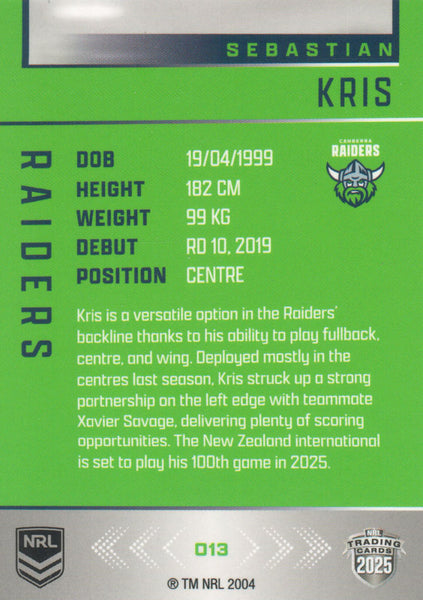 SEBASTIAN
KRIS
RAIDERS
CANBERRA
RAIDERS
DOB 19/04/1999
HEIGHT 182 CM
WEIGHT 99 KG
DEBUT RD 10, 2019
POSITION CENTRE
Kris is a versatile option in the Raiders'
backline thanks to his ability to play fullback,
centre, and wing. Deployed mostly in the
centres last season, Kris struck up a strong
partnership on the left edge with teammate
Xavier Savage, delivering plenty of scoring
opportunities. The New Zealand international
is set to play his 100th game in 2025.
NRL
013
NRL
TRADING
CARDS
2025
® TM NRL 2004